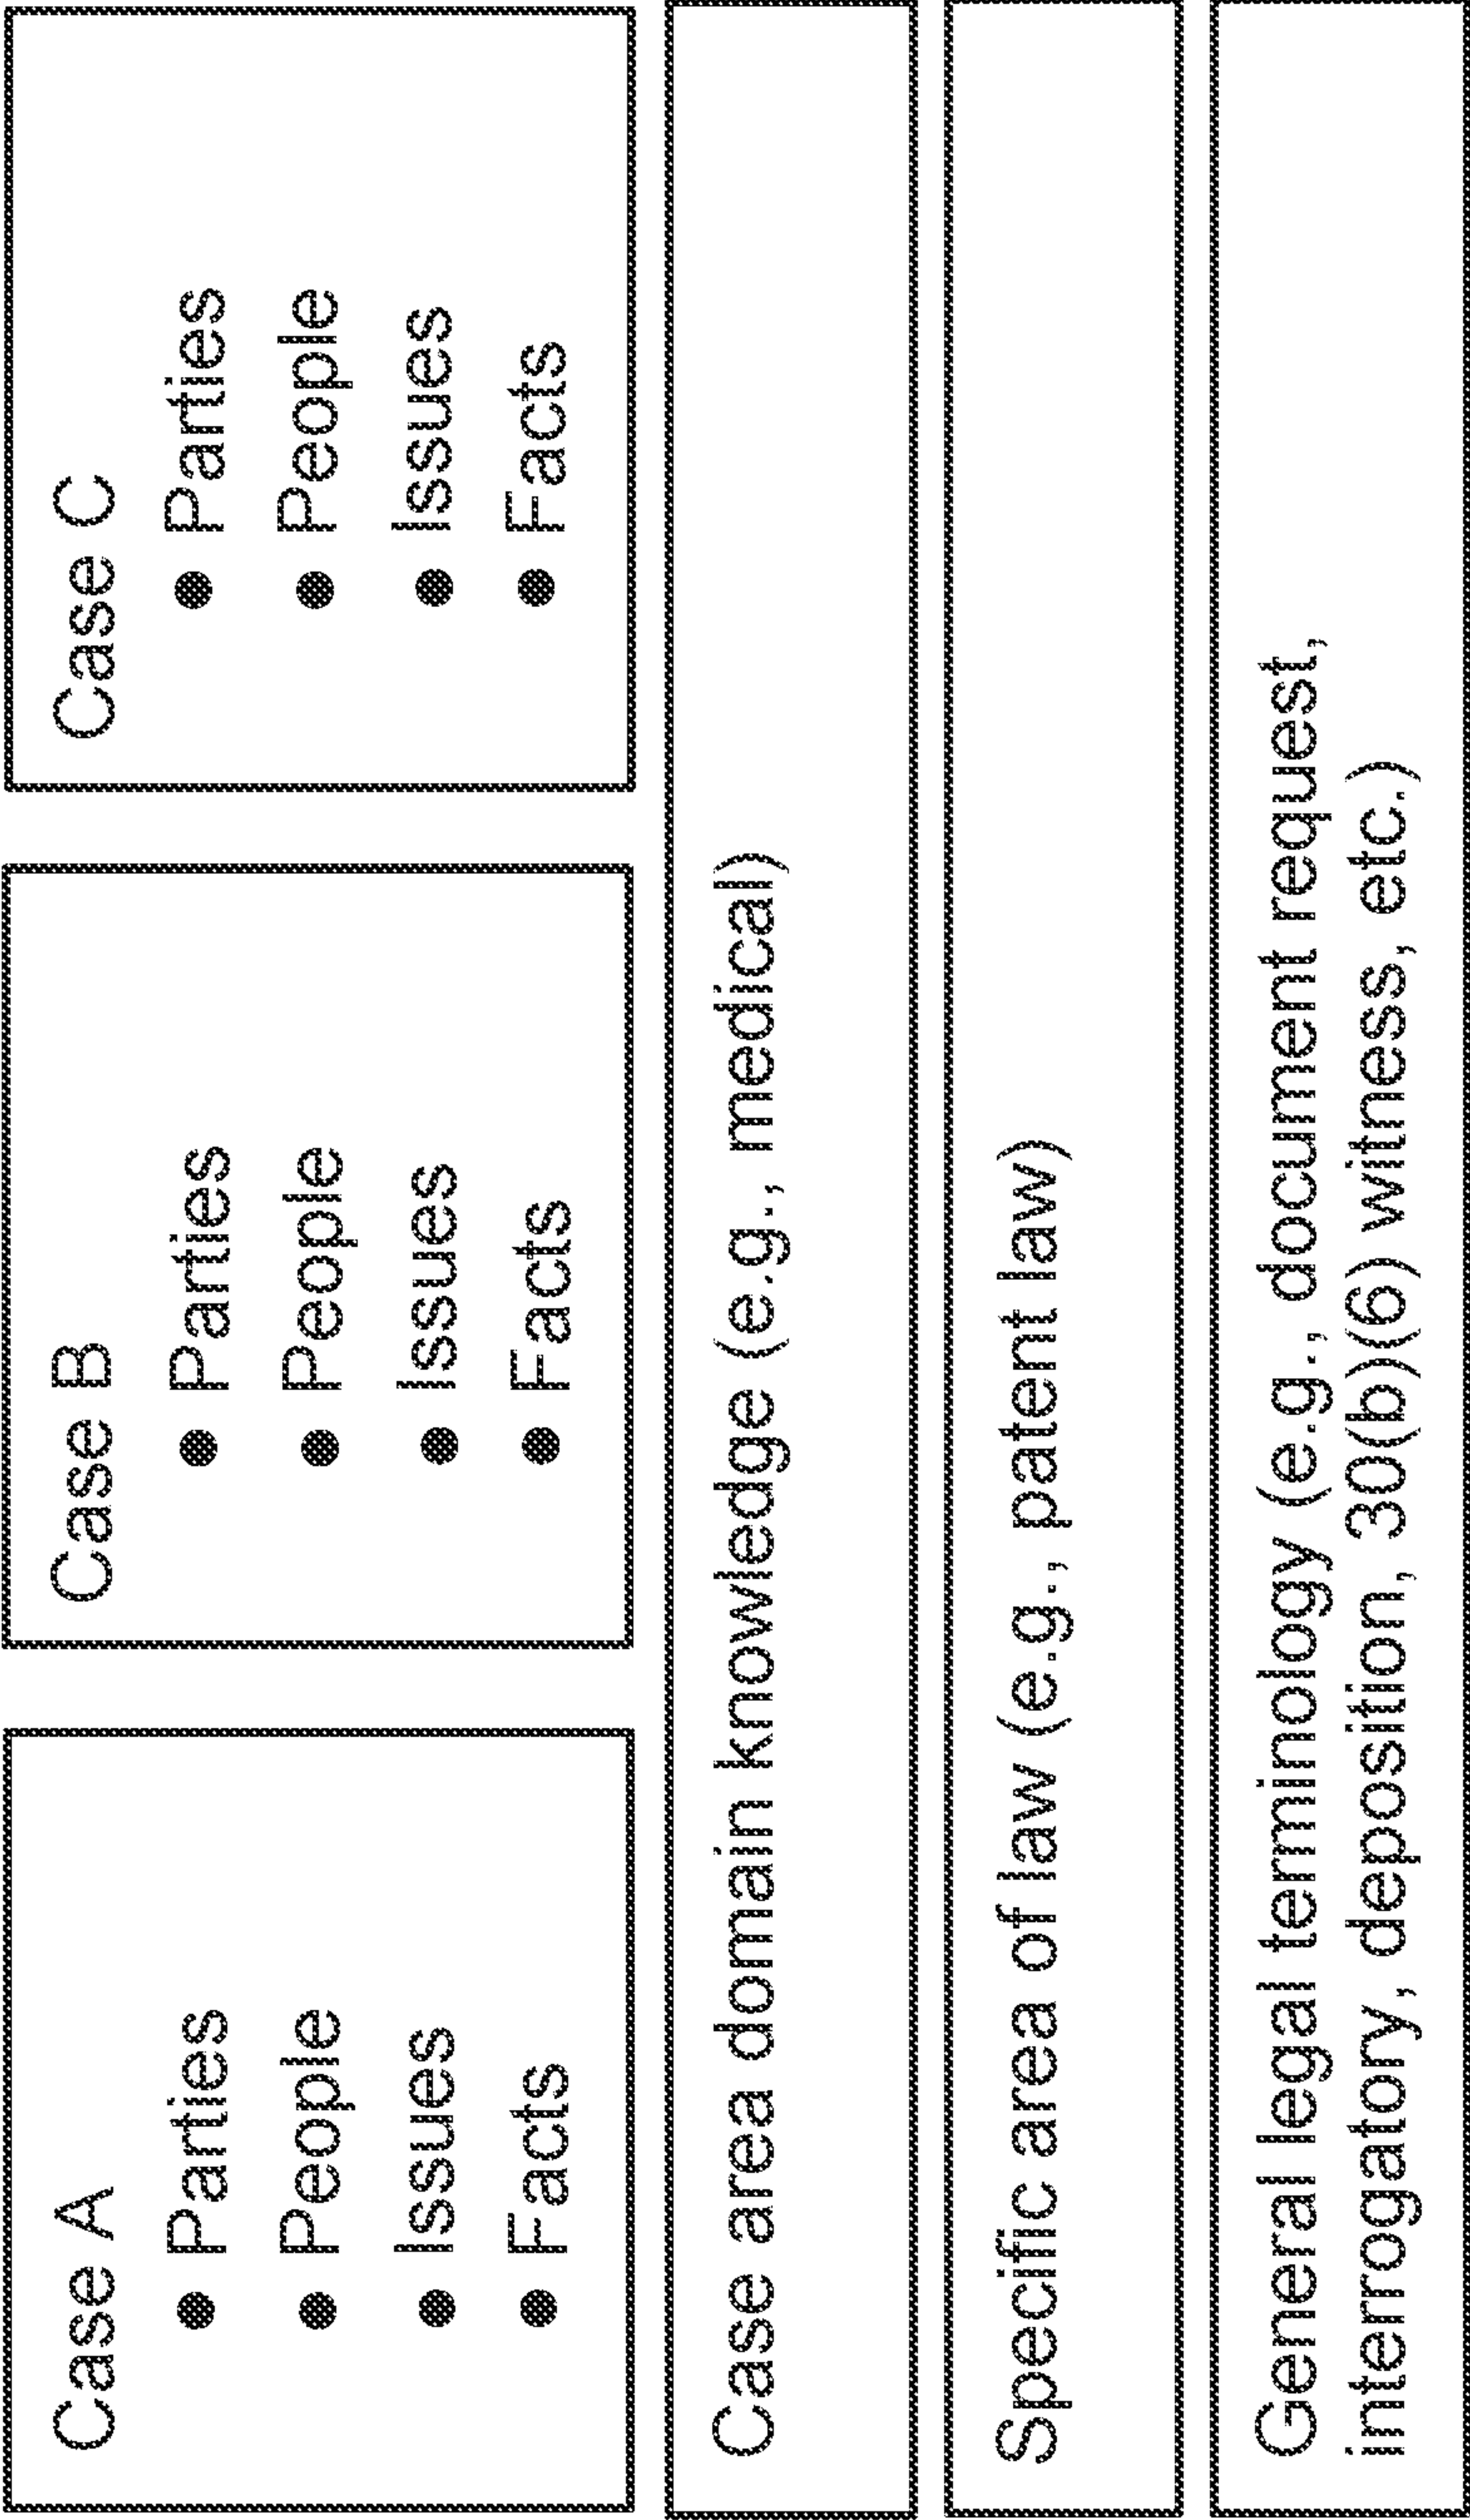 Case A
● Parties
● People
● Issues
● Facts
Case B
● Parties
● People
● Issues
● Facts
Case C
● Parties
● People
● Issues
● Facts
Case area domain knowledge (e.g., medical)
Specific area of law (e.g., patent law)
General legal terminology (e.g., document request,
interrogatory, deposition, 30(b)(6) witness, etc.)